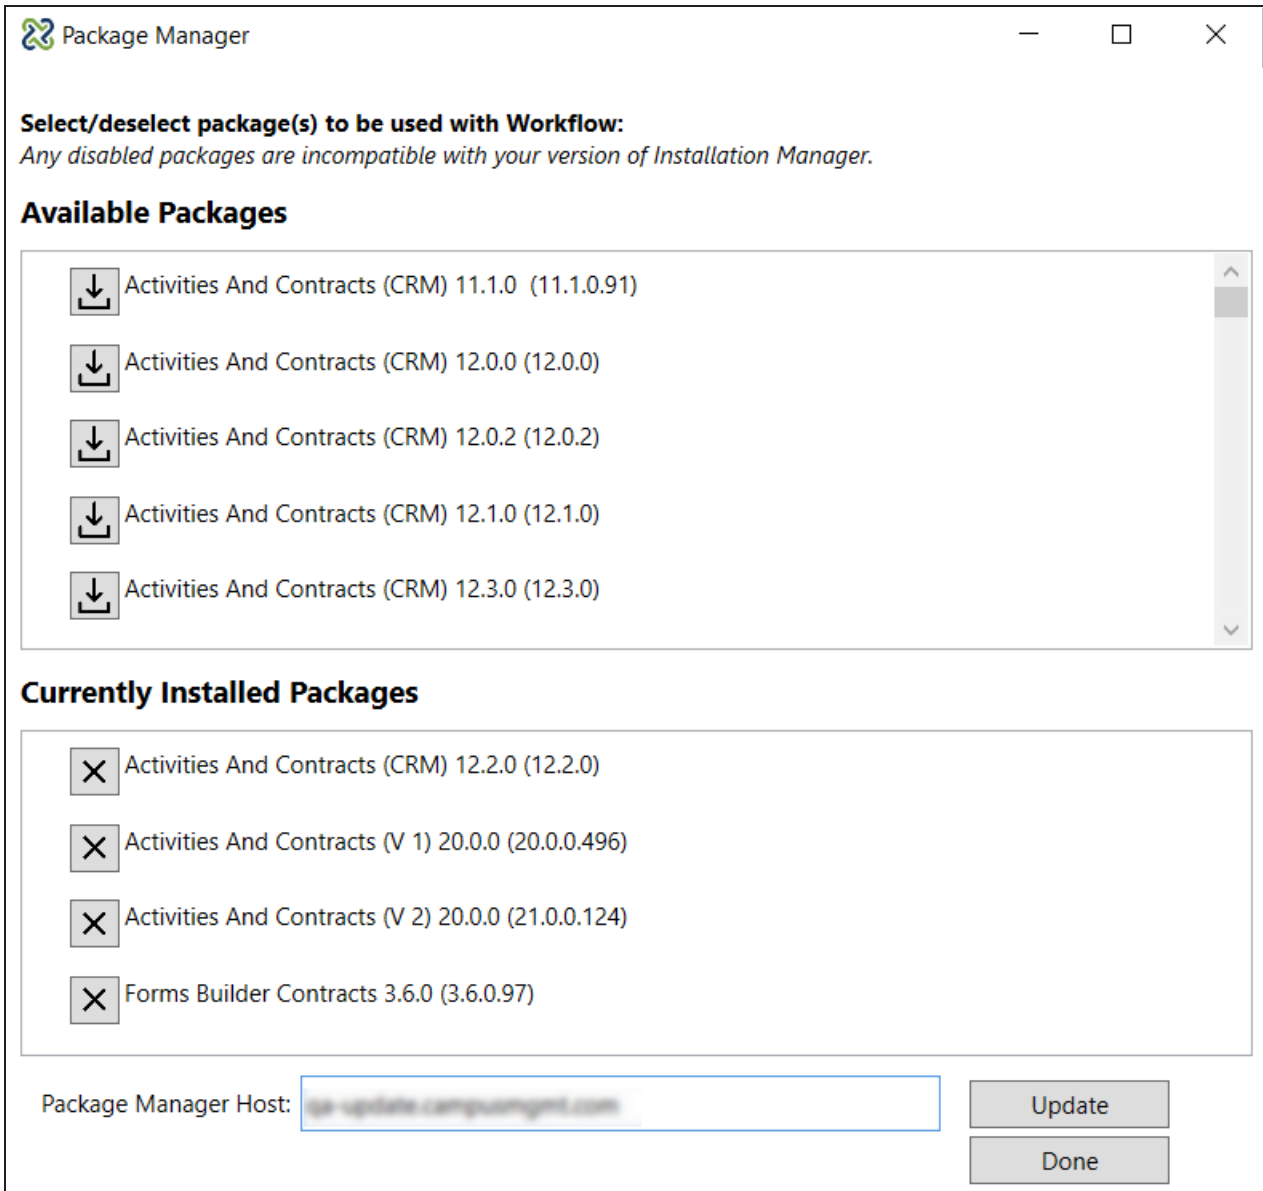 Package Manager
Select/deselect package(s) to be used with Workflow:
Any disabled packages are incompatible with your version of Installation Manager.
Available Packages
Activities And Contracts (CRM) 11.1.0  (11.1.0.91)
Activities And Contracts (CRM) 12.0.0 (12.0.0)
Activities And Contracts (CRM) 12.0.2 (12.0.2)
Activities And Contracts (CRM) 12.1.0 (12.1.0)
Activities And Contracts (CRM) 12.3.0 (12.3.0)
Currently Installed Packages
Activities And Contracts (CRM) 12.2.0 (12.2.0)
Activities And Contracts (V 1) 20.0.0 (20.0.0.496)
Activities And Contracts (V 2) 20.0.0 (21.0.0.124)
Forms Builder Contracts 3.6.0 (3.6.0.97)
Package Manager Host:
Update
Done